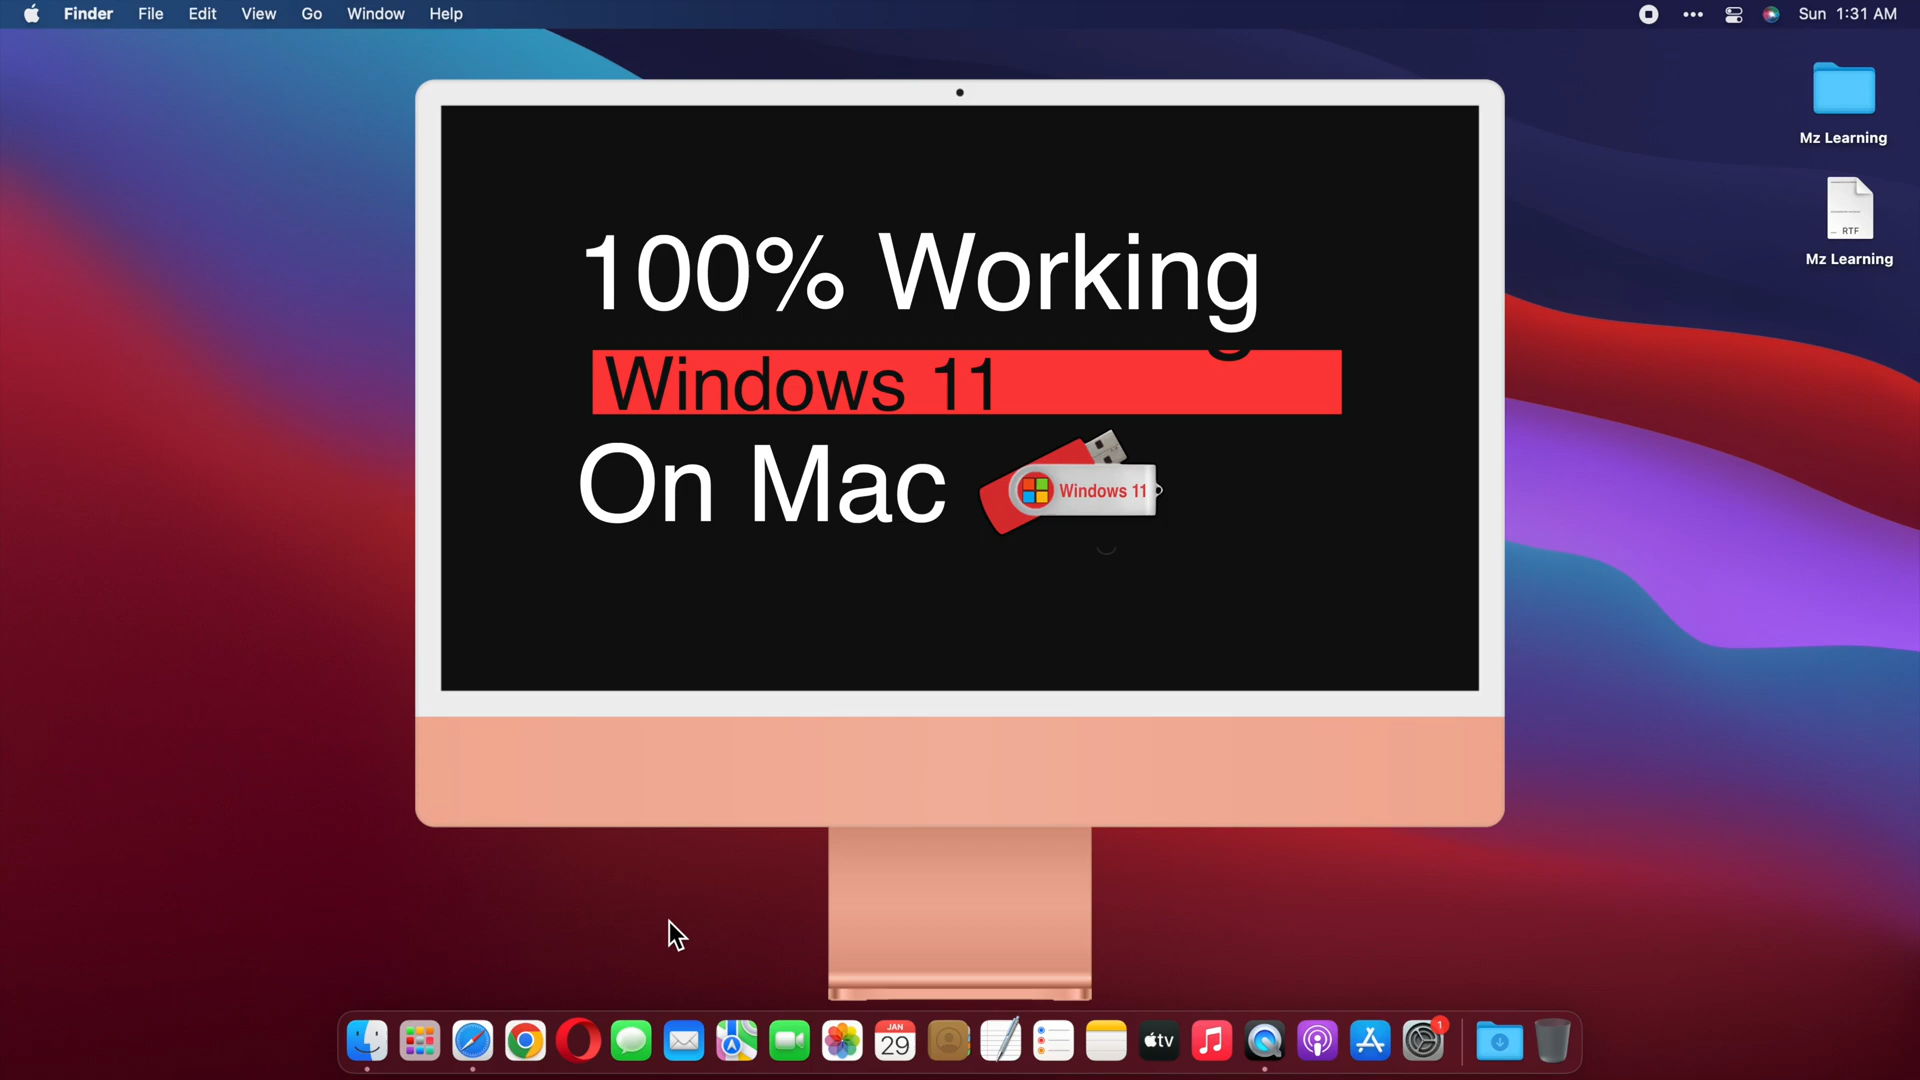 Finder File Edit View Go Window Help Sun 1:31 AM
Mz Learning
RTF
Mz Learning
100% Working
Windows 11
On Mac
Windows 11
JAN
29
tv
1